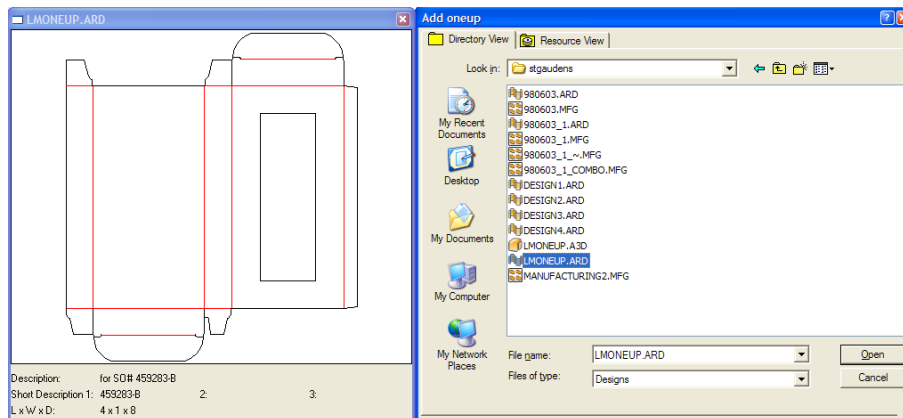 LMONEUP.ARD
Description: for SO# 459283-B
Short Description 1: 459283-B 2: 3:
L x W x D: 4 x 1 x 8
Add oneup
Directory View Resource View
Look in: stgaudens
My Recent Documents
Desktop
My Documents
My Computer
My Network Places
980603.ARD
980603.MFG
980603_1.ARD
980603_1.MFG
980603_1_~.MFG
980603_1_COMBO.MFG
DESIGN1.ARD
DESIGN2.ARD
DESIGN3.ARD
DESIGN4.ARD
LMONEUP.A3D
LMONEUP.ARD
MANUFACTURING2.MFG
File name: LMONEUP.ARD Open
Files of type: Designs Cancel